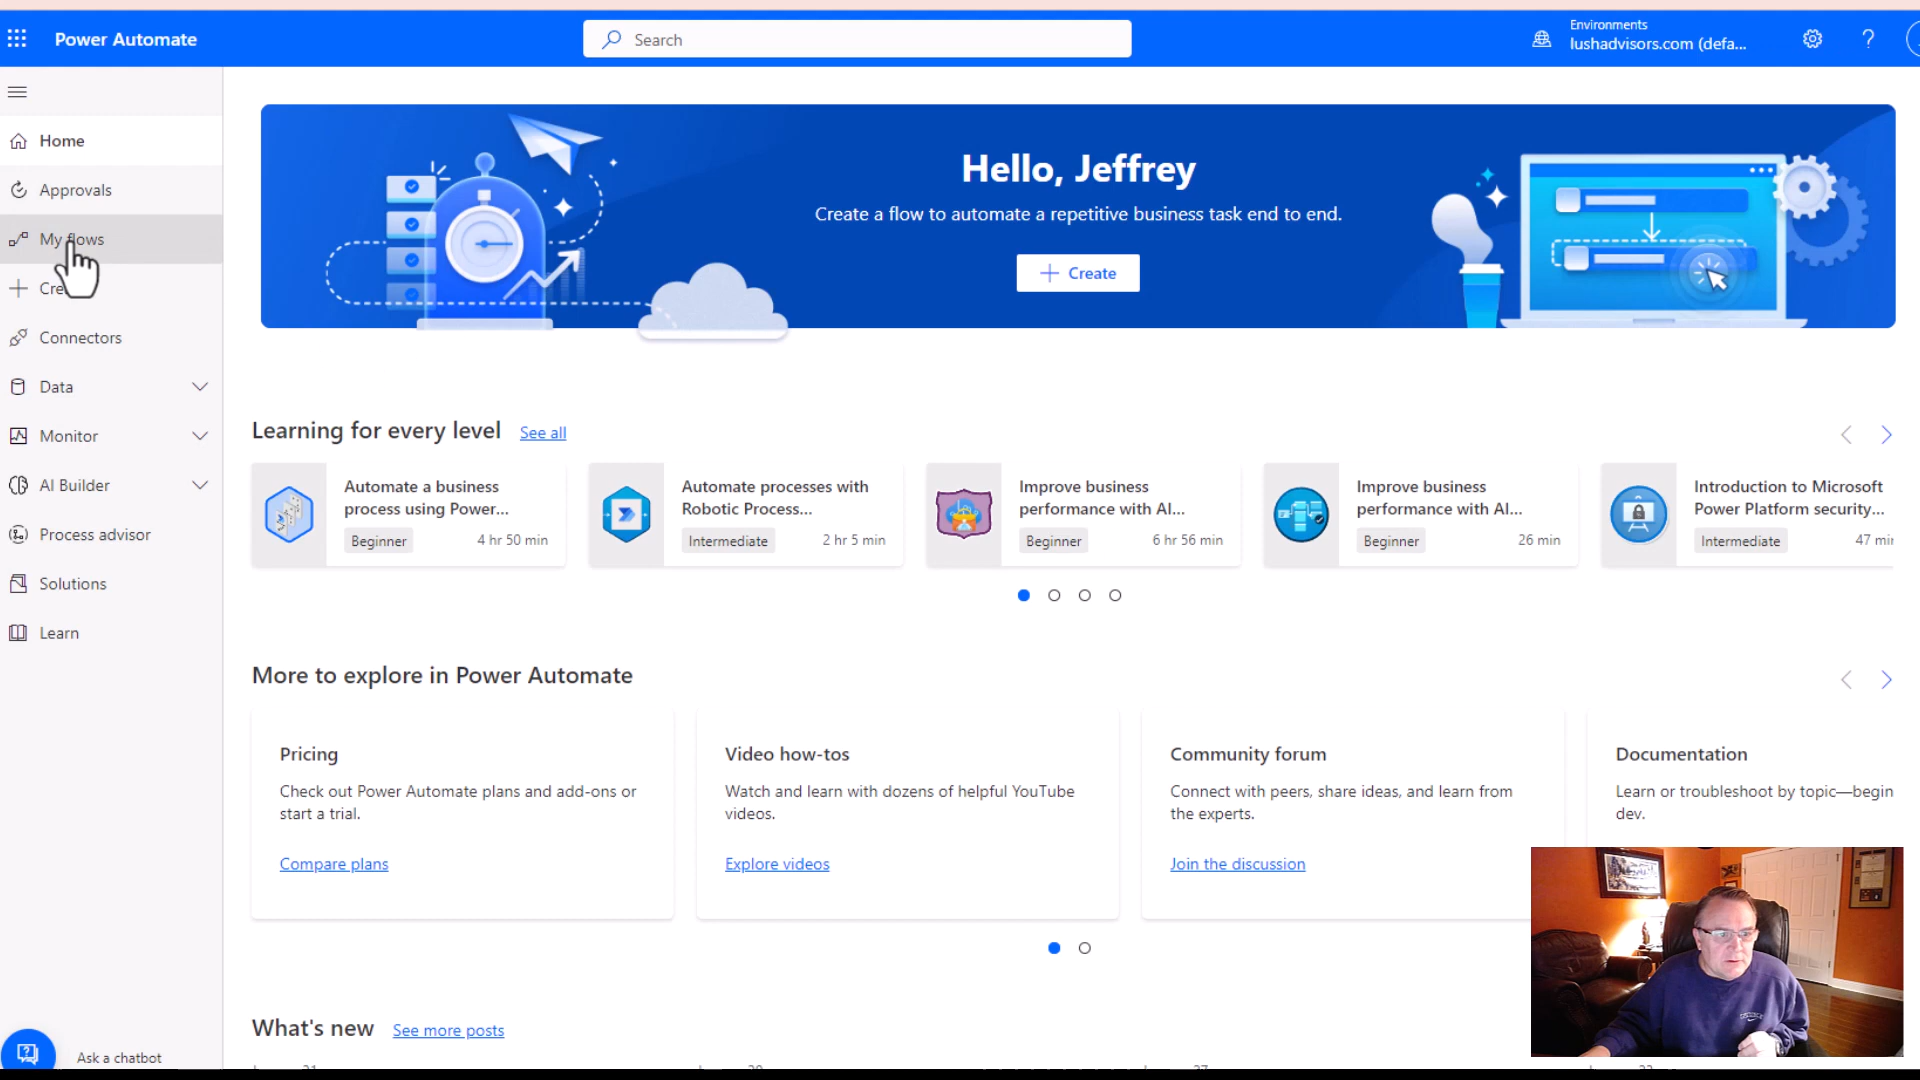 Power Automate
Search
Environments
lushadvisors.com (defa...
Home
Approvals
My flows
Connectors
Data
Monitor
AI Builder
Process advisor
Solutions
Learn
Ask a chatbot
Hello, Jeffrey
Create a flow to automate a repetitive business task end to end.
Create
Learning for every level See all
Automate a business
process using Power...
Beginner 4 hr 50 min
Automate processes with
Robotic Process...
Intermediate 2 hr 5 min
Improve business
performance with AI...
Beginner 6 hr 56 min
Improve business
performance with AI...
Beginner 26 min
Introduction to Microsoft
Power Platform security...
Intermediate 47 min
More to explore in Power Automate
Pricing
Check out Power Automate plans and add-ons or
start a trial.
Compare plans
Video how-tos
Watch and learn with dozens of helpful YouTube
videos.
Explore videos
Community forum
Connect with peers, share ideas, and learn from
the experts.
Join the discussion
Documentation
Learn or troubleshoot by topic—begin
dev.
What's new See more posts